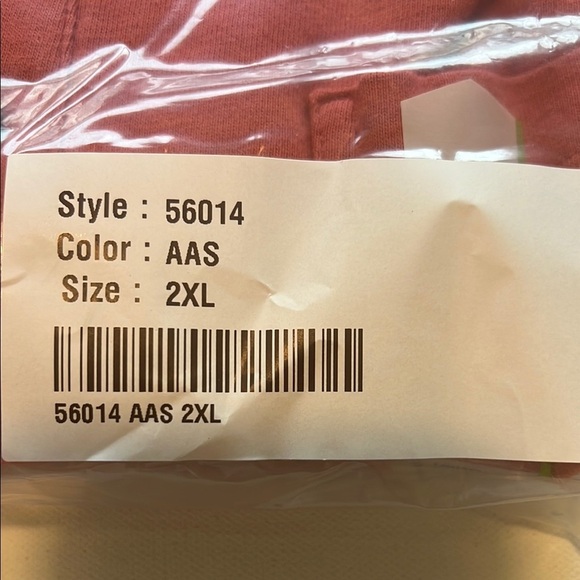 Style : 56014
Color : AAS
Size : 2XL
56014 AAS 2XL